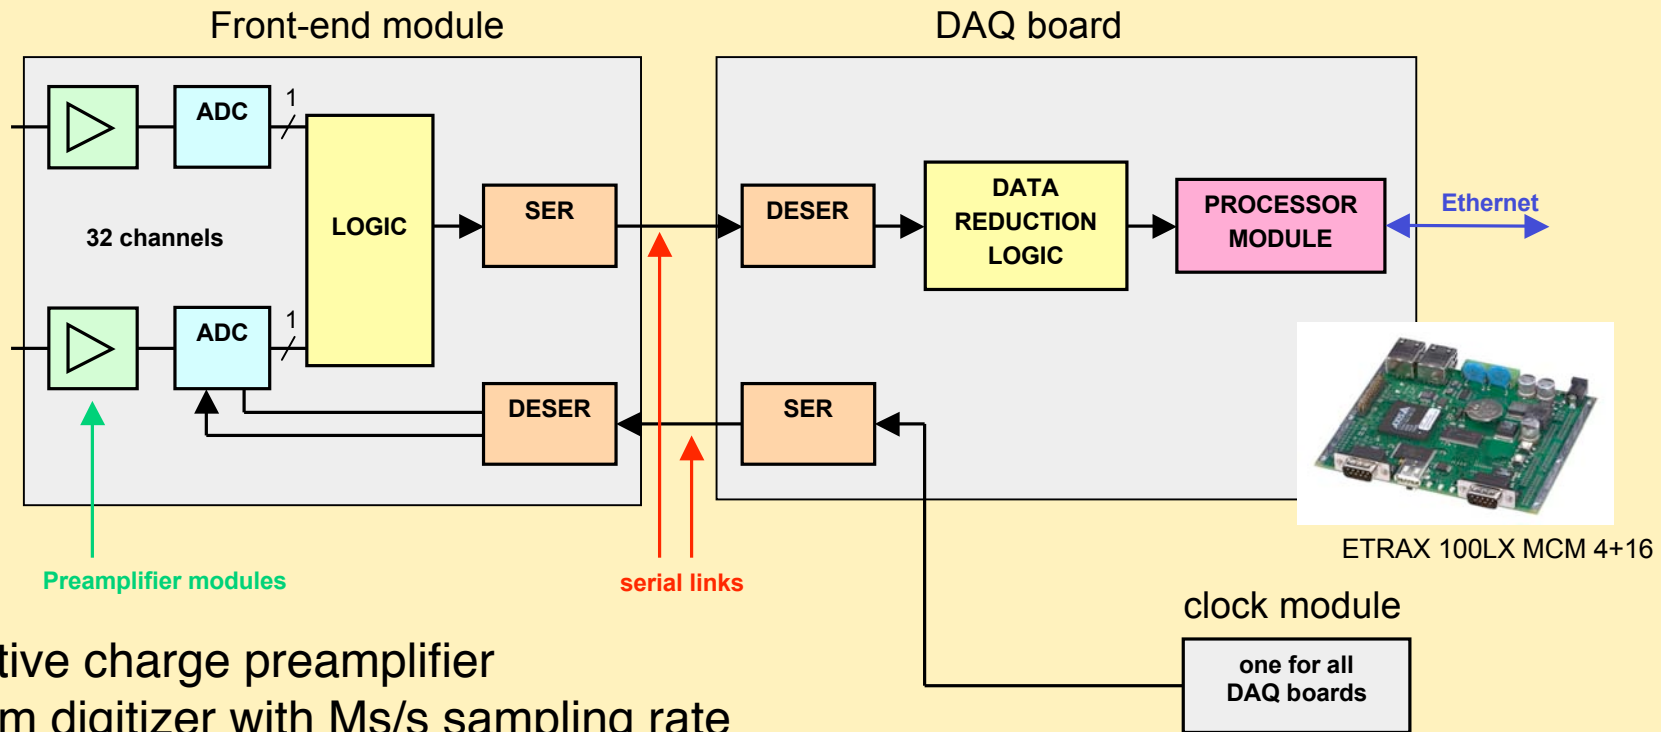 Front-end module
DAQ board
ADC
1
32 channels
LOGIC
SER
DESER
DATA
REDUCTION
LOGIC
PROCESSOR
MODULE
Ethernet
ADC
1
DESER
SER
Preamplifier modules
serial links
ETRAX 100LX MCM 4+16
clock module
one for all
DAQ boards
tive charge preamplifier
m digitizer with Ms/s sampling rate